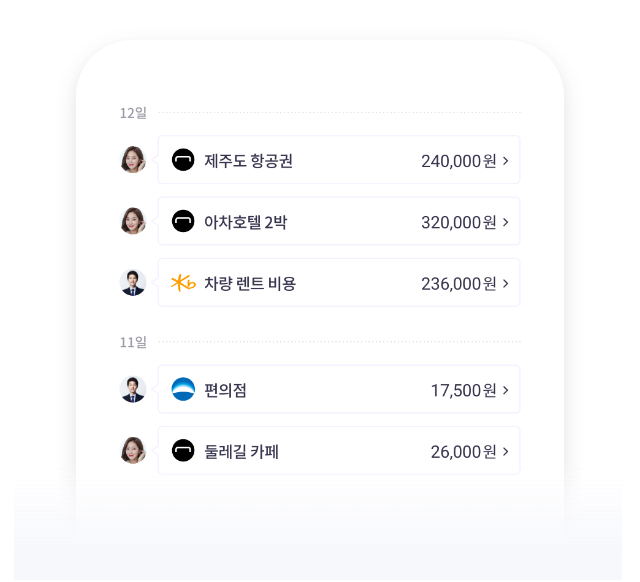 12일
제주도 항공권 240,000원
아차호텔 2박 320,000원
차량 렌트 비용 236,000원
11일
편의점 17,500원
둘레길 카페 26,000원